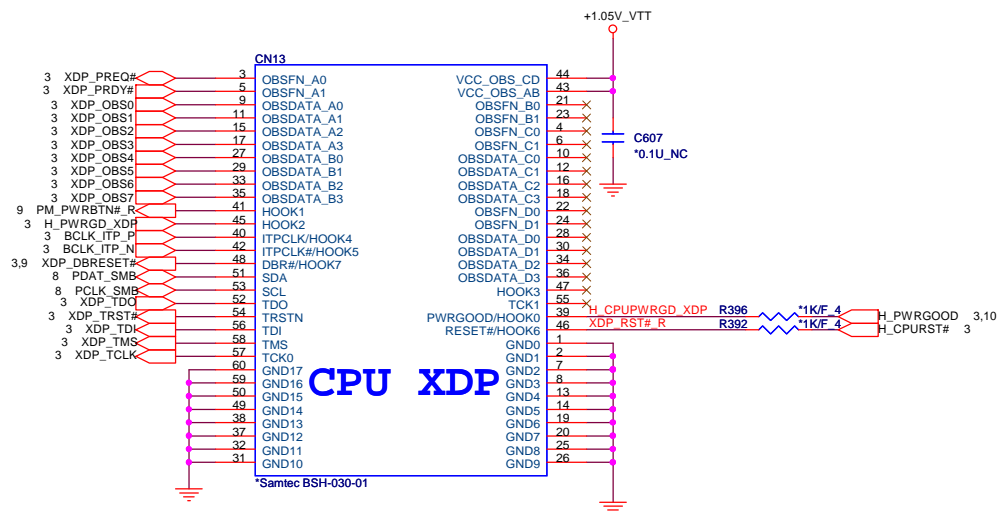 +1.05V_VTT
CN13
3 XDP_PREQ# 3 OBSFN_A0 VCC_OBS_CD 44
3 XDP_PRDY# 5 OBSFN_A1 VCC_OBS_AB 43
3 XDP_OBS0 9 OBSDATA_A0 OBSFN_B0 21
3 XDP_OBS1 11 OBSDATA_A1 OBSFN_B1 23
3 XDP_OBS2 15 OBSDATA_A2 OBSFN_C0 4
3 XDP_OBS3 17 OBSDATA_A3 OBSFN_C1 6
3 XDP_OBS4 27 OBSDATA_B0 OBSDATA_C0 10
3 XDP_OBS5 29 OBSDATA_B1 OBSDATA_C1 12
3 XDP_OBS6 33 OBSDATA_B2 OBSDATA_C2 16
3 XDP_OBS7 35 OBSDATA_B3 OBSDATA_C3 18
9 PM_PWRBTN#_R 41 HOOK1 OBSFN_D0 22
3 H_PWRGD_XDP 45 HOOK2 OBSFN_D1 24
3 BCLK_ITP_P 40 ITPCLK/HOOK4 OBSDATA_D0 28
3 BCLK_ITP_N 42 ITPCLK#/HOOK5 OBSDATA_D1 30
3,9 XDP_DBRESET# 48 DBR#/HOOK7 OBSDATA_D2 34
8 PDAT_SMB 51 SDA OBSDATA_D3 36
8 PCLK_SMB 53 SCL HOOK3 47
3 XDP_TDO 52 TDO TCK1 55
3 XDP_TRST# 54 TRSTN PWRGOOD/HOOK0 39 H_CPUPWRGD_XDP R396 *1K/F_4 H_PWRGOOD 3,10
3 XDP_TDI 56 TDI RESET#/HOOK6 46 XDP_RST#_R R392 *1K/F_4 H_CPURST# 3
3 XDP_TMS 58 TMS GND0 1
3 XDP_TCLK 57 TCK0 GND1 2
60 GND17 GND2 7
59 GND16 GND3 8
50 GND15 GND4 13
49 GND14 GND5 14
38 GND13 GND6 19
37 GND12 GND7 20
32 GND11 GND8 25
31 GND10 GND9 26
C607
*0.1U_NC
CPU XDP
*Samtec BSH-030-01